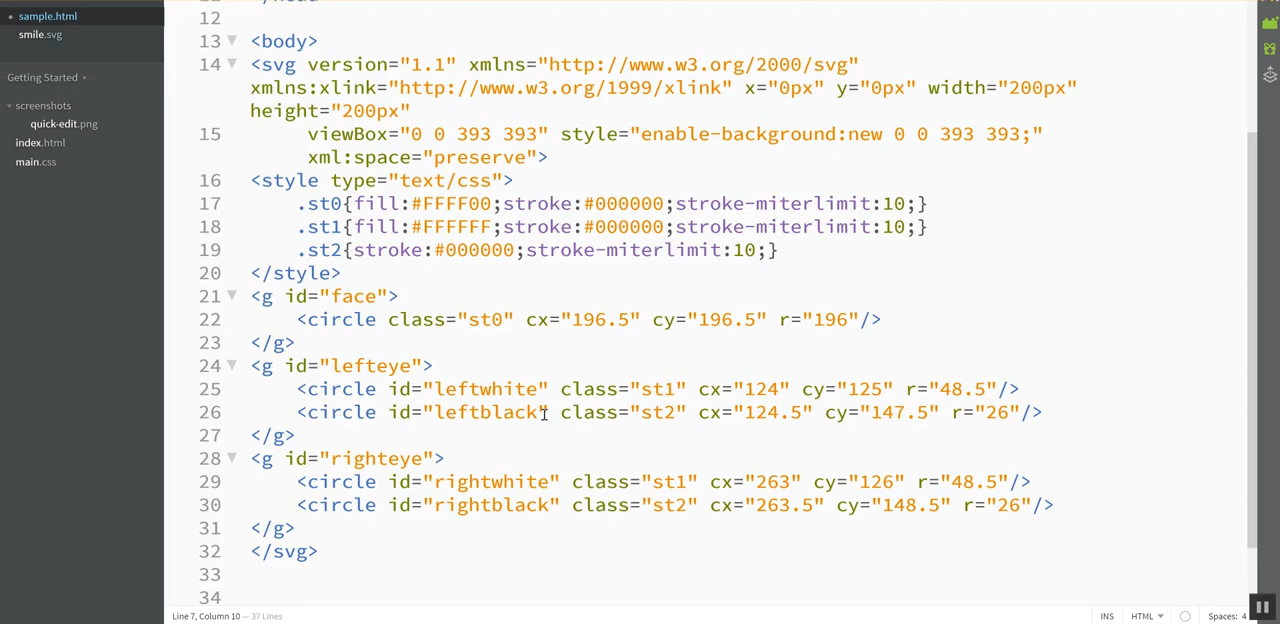 sample.html
smile.svg
Getting Started
screenshots
quick-edit.png
index.html
main.css
12
13 <body>
14 <svg version="1.1" xmlns="http://www.w3.org/2000/svg"
xmlns:xlink="http://www.w3.org/1999/xlink" x="0px" y="0px" width="200px"
height="200px"
15 viewBox="0 0 393 393" style="enable-background:new 0 0 393 393;"
xml:space="preserve">
16 <style type="text/css">
17 .st0{fill:#FFFF00;stroke:#000000;stroke-miterlimit:10;}
18 .st1{fill:#FFFFFF;stroke:#000000;stroke-miterlimit:10;}
19 .st2{stroke:#000000;stroke-miterlimit:10;}
20 </style>
21 <g id="face">
22 <circle class="st0" cx="196.5" cy="196.5" r="196"/>
23 </g>
24 <g id="lefteye">
25 <circle id="leftwhite" class="st1" cx="124" cy="125" r="48.5"/>
26 <circle id="leftblack" class="st2" cx="124.5" cy="147.5" r="26"/>
27 </g>
28 <g id="righteye">
29 <circle id="rightwhite" class="st1" cx="263" cy="126" r="48.5"/>
30 <circle id="rightblack" class="st2" cx="263.5" cy="148.5" r="26"/>
31 </g>
32 </svg>
33
34
Line 7, Column 10 — 37 Lines
INS HTML Spaces: 4